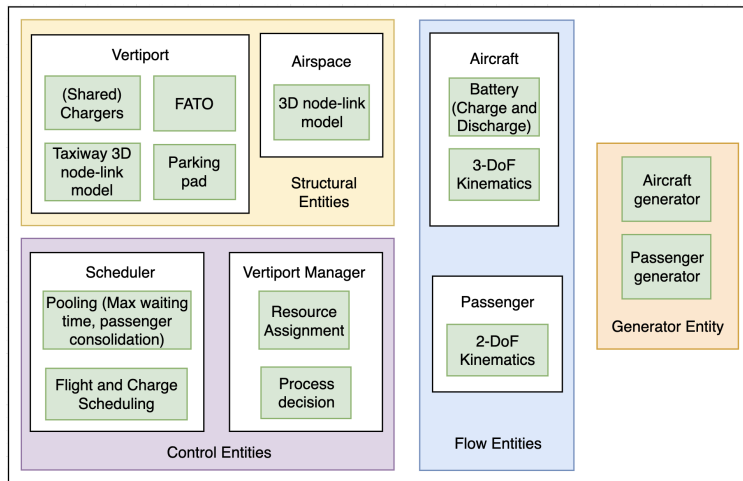 Vertiport
(Shared)
Chargers
FATO
Taxiway 3D
node-link
model
Parking
pad
Airspace
3D node-link
model
Structural
Entities
Scheduler
Pooling (Max waiting
time, passenger
consolidation)
Flight and Charge
Scheduling
Vertiport Manager
Resource
Assignment
Process
decision
Control Entities
Aircraft
Battery
(Charge and
Discharge)
3-DoF
Kinematics
Passenger
2-DoF
Kinematics
Flow Entities
Aircraft
generator
Passenger
generator
Generator Entity